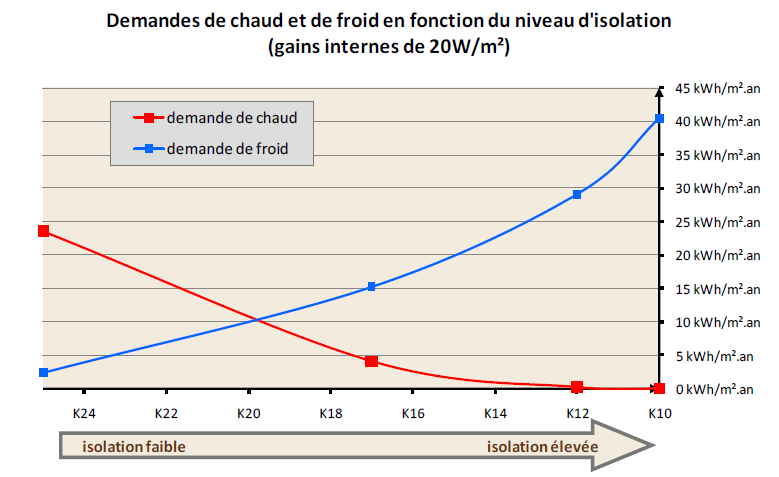 Demandes de chaud et de froid en fonction du niveau d'isolation
(gains internes de 20W/m²)
demande de chaud
demande de froid
45 kWh/m².an
40 kWh/m².an
35 kWh/m².an
30 kWh/m².an
25 kWh/m².an
20 kWh/m².an
15 kWh/m².an
10 kWh/m².an
5 kWh/m².an
0 kWh/m².an
K24 K22 K20 K18 K16 K14 K12 K10
isolation faible isolation élevée